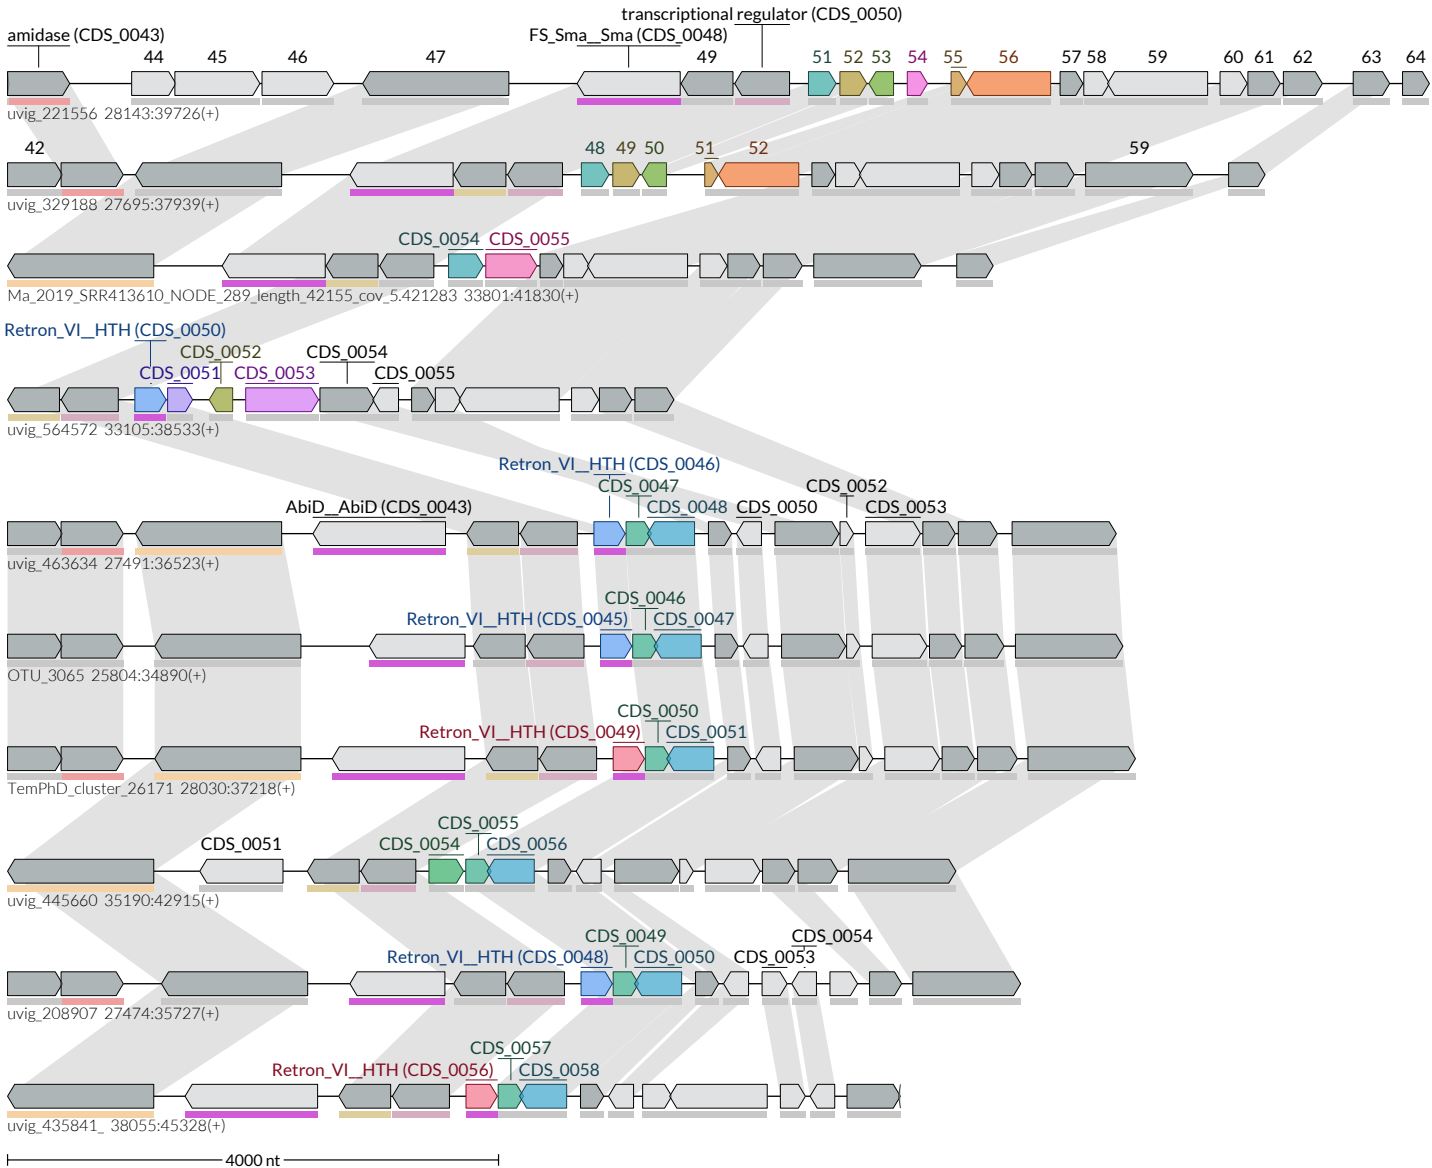 transcriptional regulator (CDS_0050)
amidase (CDS_0043) FS_Sma__Sma (CDS_0048)
44 45 46 47 49 51 52 53 54 55 56 57 58 59 60 61 62 63 64
uvig_221556 28143:39726(+)
42 48 49 50 51 52 59
uvig_329188 27695:37939(+)
CDS_0054 CDS_0055
Ma_2019_SRR413610_NODE_289_length_42155_cov_5.421283 33801:41830(+)
Retron_VI__HTH (CDS_0050)
CDS_0052 CDS_0054
CDS_0051 CDS_0053 CDS_0055
uvig_564572 33105:38533(+)
Retron_VI__HTH (CDS_0046)
CDS_0047 CDS_0052
AbiD__AbiD (CDS_0043) CDS_0048 CDS_0050 CDS_0053
uvig_463634 27491:36523(+)
CDS_0046
Retron_VI__HTH (CDS_0045) CDS_0047
OTU_3065 25804:34890(+)
CDS_0050
Retron_VI__HTH (CDS_0049) CDS_0051
TemPhD_cluster_26171 28030:37218(+)
CDS_0055
CDS_0051 CDS_0054 CDS_0056
uvig_445660 35190:42915(+)
CDS_0049 CDS_0054
Retron_VI__HTH (CDS_0048) CDS_0050 CDS_0053
uvig_208907 27474:35727(+)
CDS_0057
Retron_VI__HTH (CDS_0056) CDS_0058
uvig_435841_ 38055:45328(+)
4000 nt